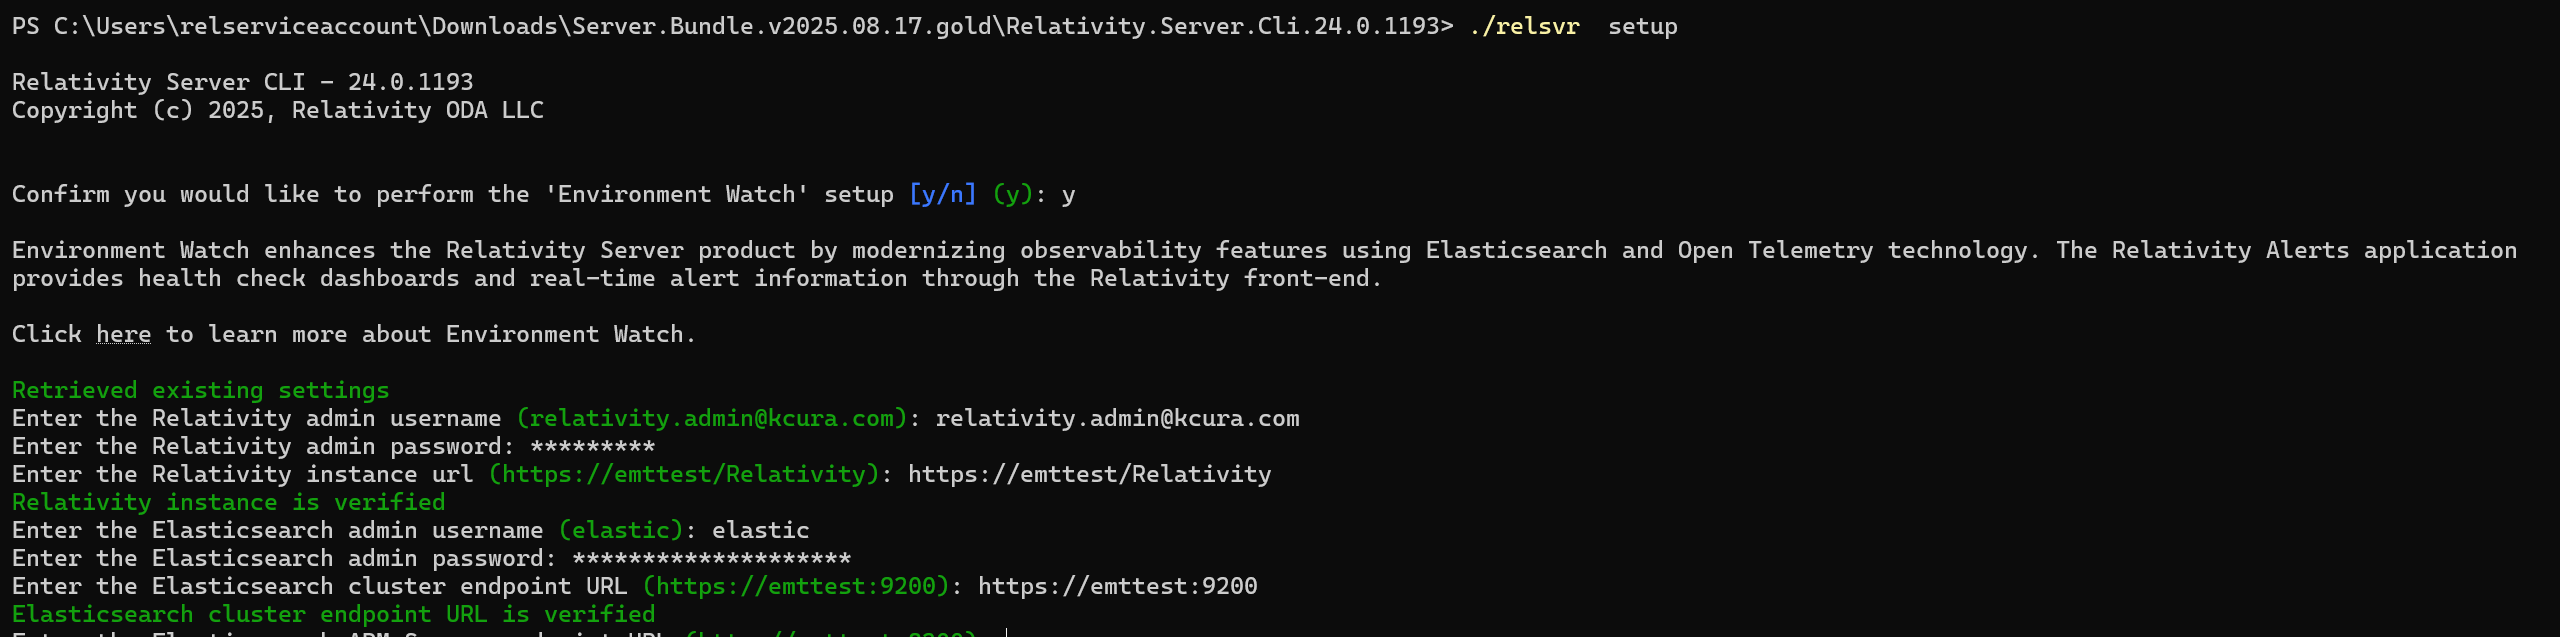 PS C:\Users\relserviceaccount\Downloads\Server.Bundle.v2025.08.17.gold\Relativity.Server.Cli.24.0.1193> ./relsvr  setup
Relativity Server CLI - 24.0.1193
Copyright (c) 2025, Relativity ODA LLC
Confirm you would like to perform the 'Environment Watch' setup [y/n] (y): y
Environment Watch enhances the Relativity Server product by modernizing observability features using Elasticsearch and Open Telemetry technology. The Relativity Alerts application
provides health check dashboards and real-time alert information through the Relativity front-end.
Click here to learn more about Environment Watch.
Retrieved existing settings
Enter the Relativity admin username (relativity.admin@kcura.com): relativity.admin@kcura.com
Enter the Relativity admin password: *********
Enter the Relativity instance url (https://emttest/Relativity): https://emttest/Relativity
Relativity instance is verified
Enter the Elasticsearch admin username (elastic): elastic
Enter the Elasticsearch admin password: ********************
Enter the Elasticsearch cluster endpoint URL (https://emttest:9200): https://emttest:9200
Elasticsearch cluster endpoint URL is verified